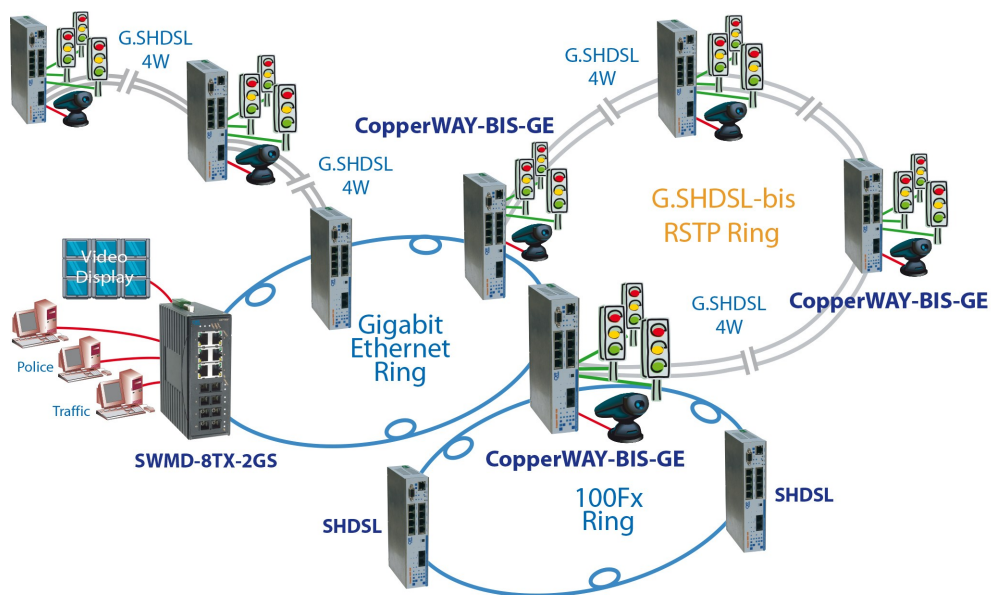 G.SHDSL
4W
G.SHDSL
4W
CopperWAY-BIS-GE
G.SHDSL
4W
G.SHDSL-bis
RSTP Ring
Video
Display
CopperWAY-BIS-GE
Gigabit
Ethernet
Ring
G.SHDSL
4W
Police
Traffic
SWMD-8TX-2GS
CopperWAY-BIS-GE
100Fx
Ring
SHDSL
SHDSL